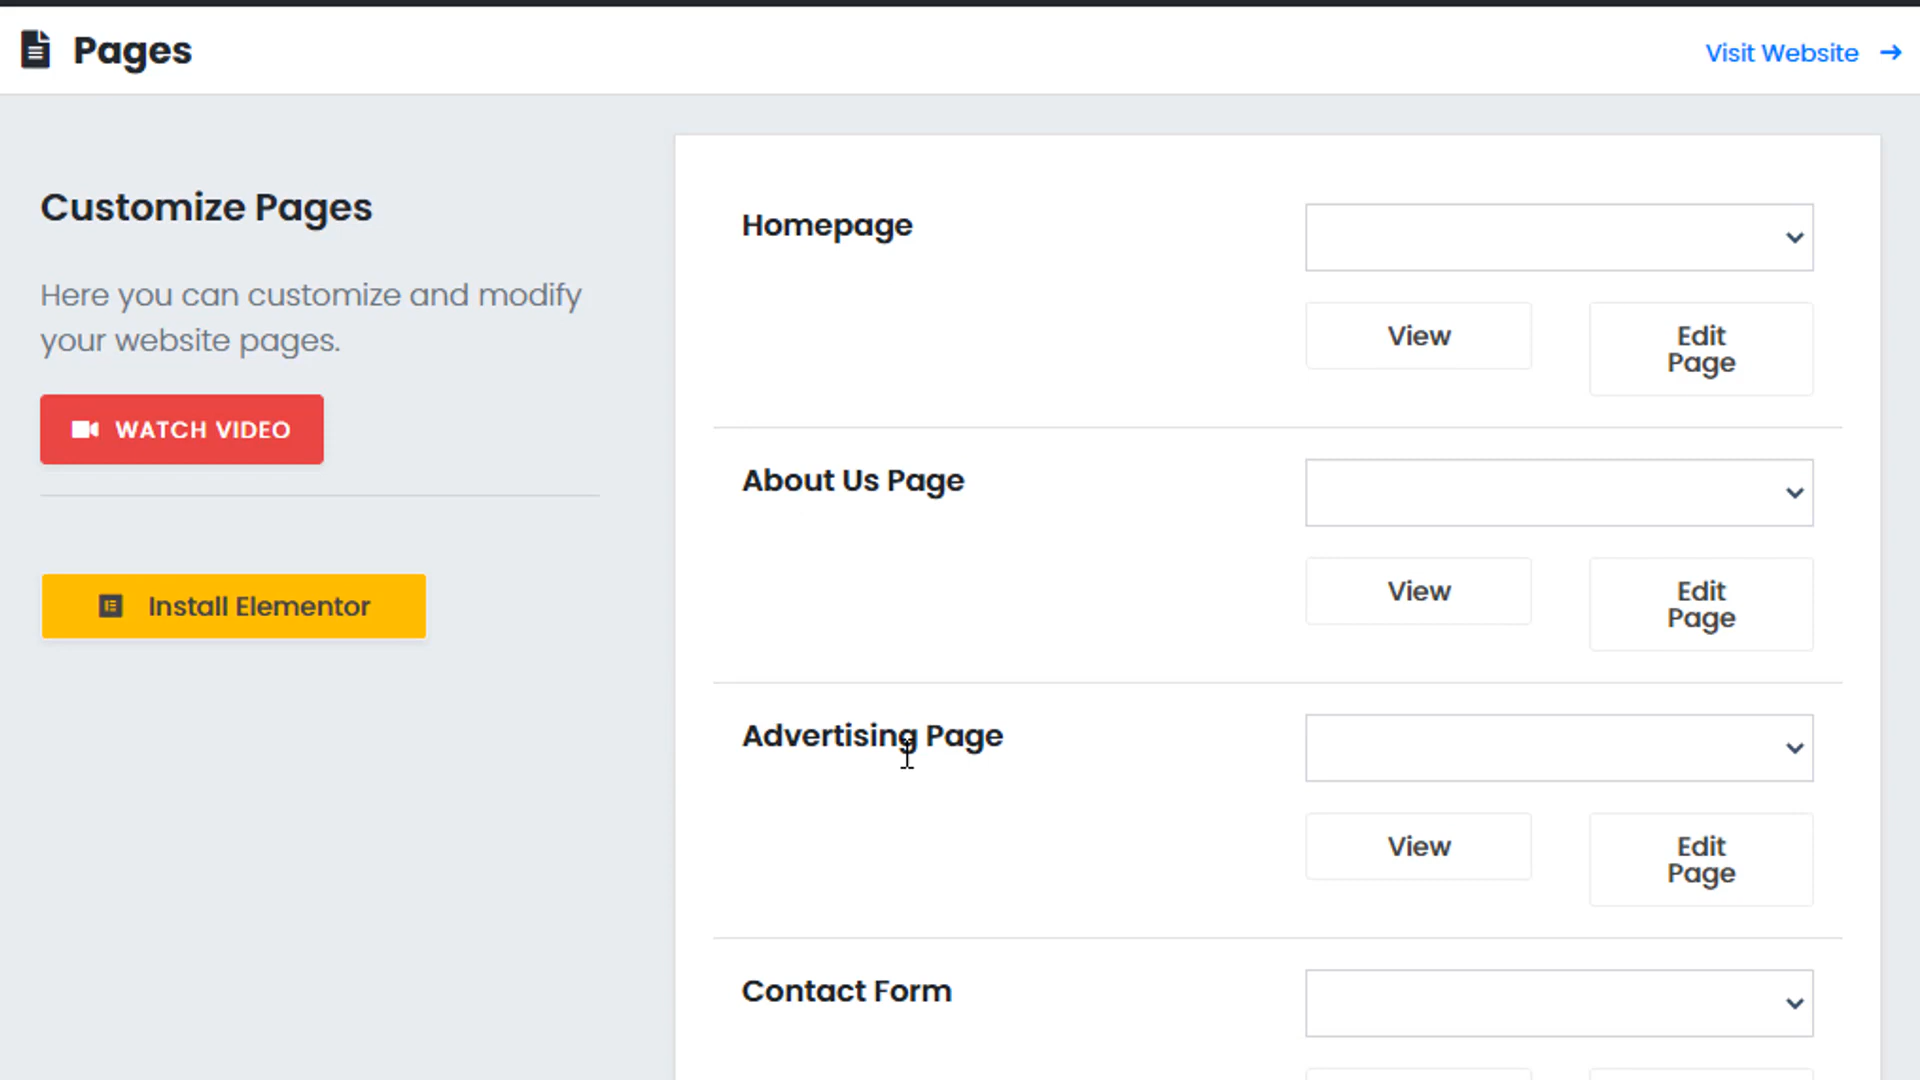 Pages
Visit Website
Customize Pages
Here you can customize and modify
your website pages.
WATCH VIDEO
Install Elementor
Homepage
View
Edit
Page
About Us Page
View
Edit
Page
Advertising Page
View
Edit
Page
Contact Form